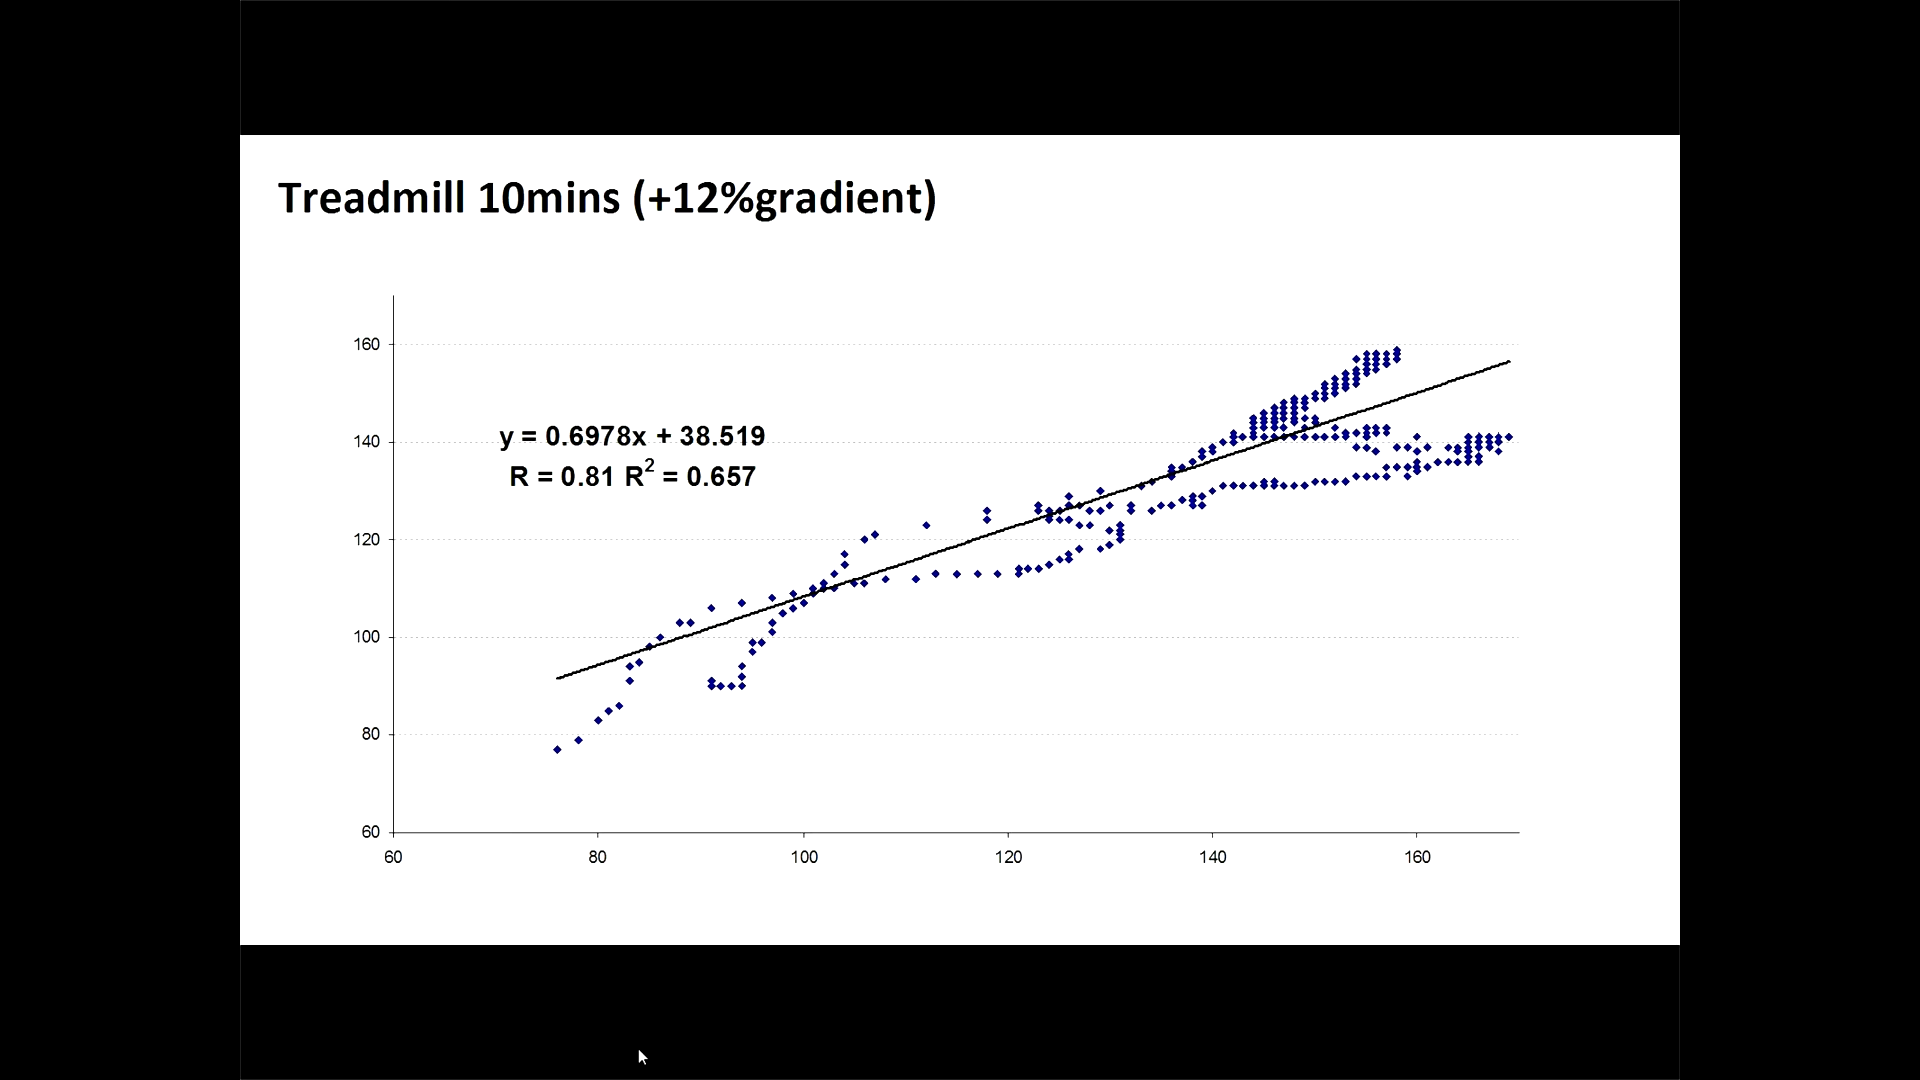 Treadmill 10mins (+12%gradient)
160
140
120
100
80
60
y = 0.6978x + 38.519
R = 0.81 R² = 0.657
60 80 100 120 140 160